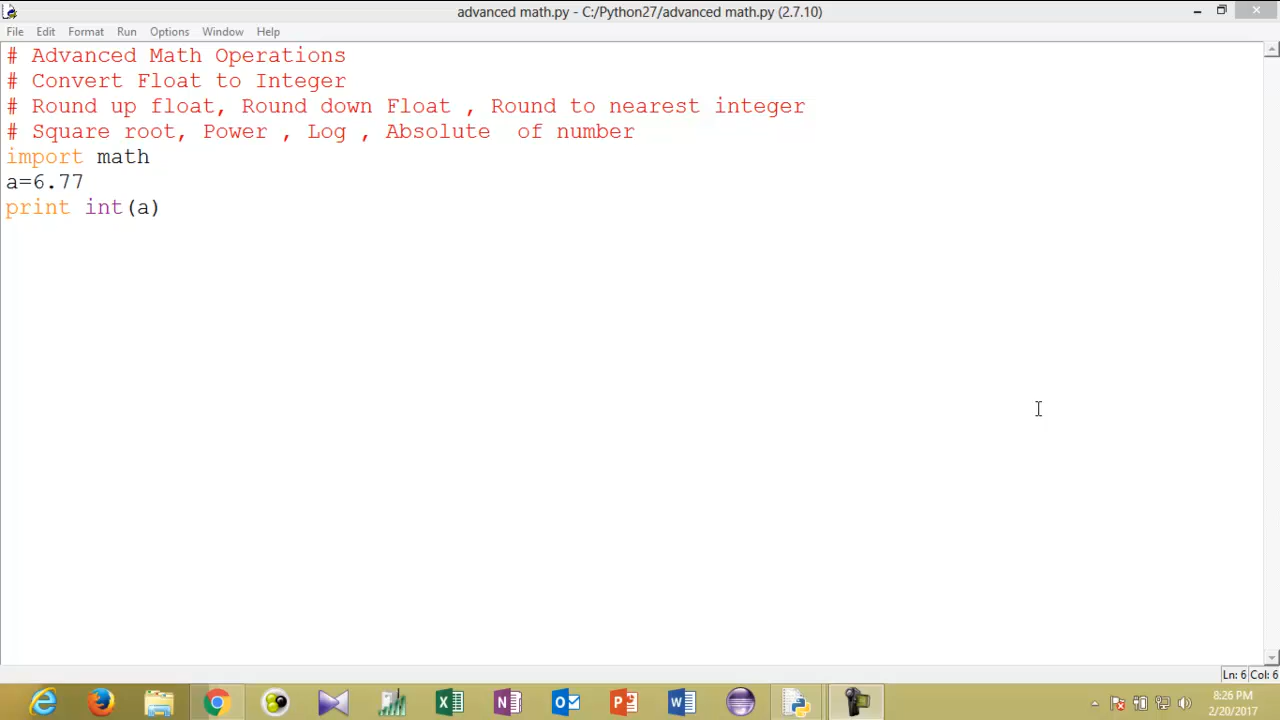 advanced math.py - C:/Python27/advanced math.py (2.7.10)
File Edit Format Run Options Window Help
# Advanced Math Operations
# Convert Float to Integer
# Round up float, Round down Float , Round to nearest integer
# Square root, Power , Log , Absolute  of number
import math
a=6.77
print int(a)
Ln: 6 Col: 6
8:26 PM
2/20/2017